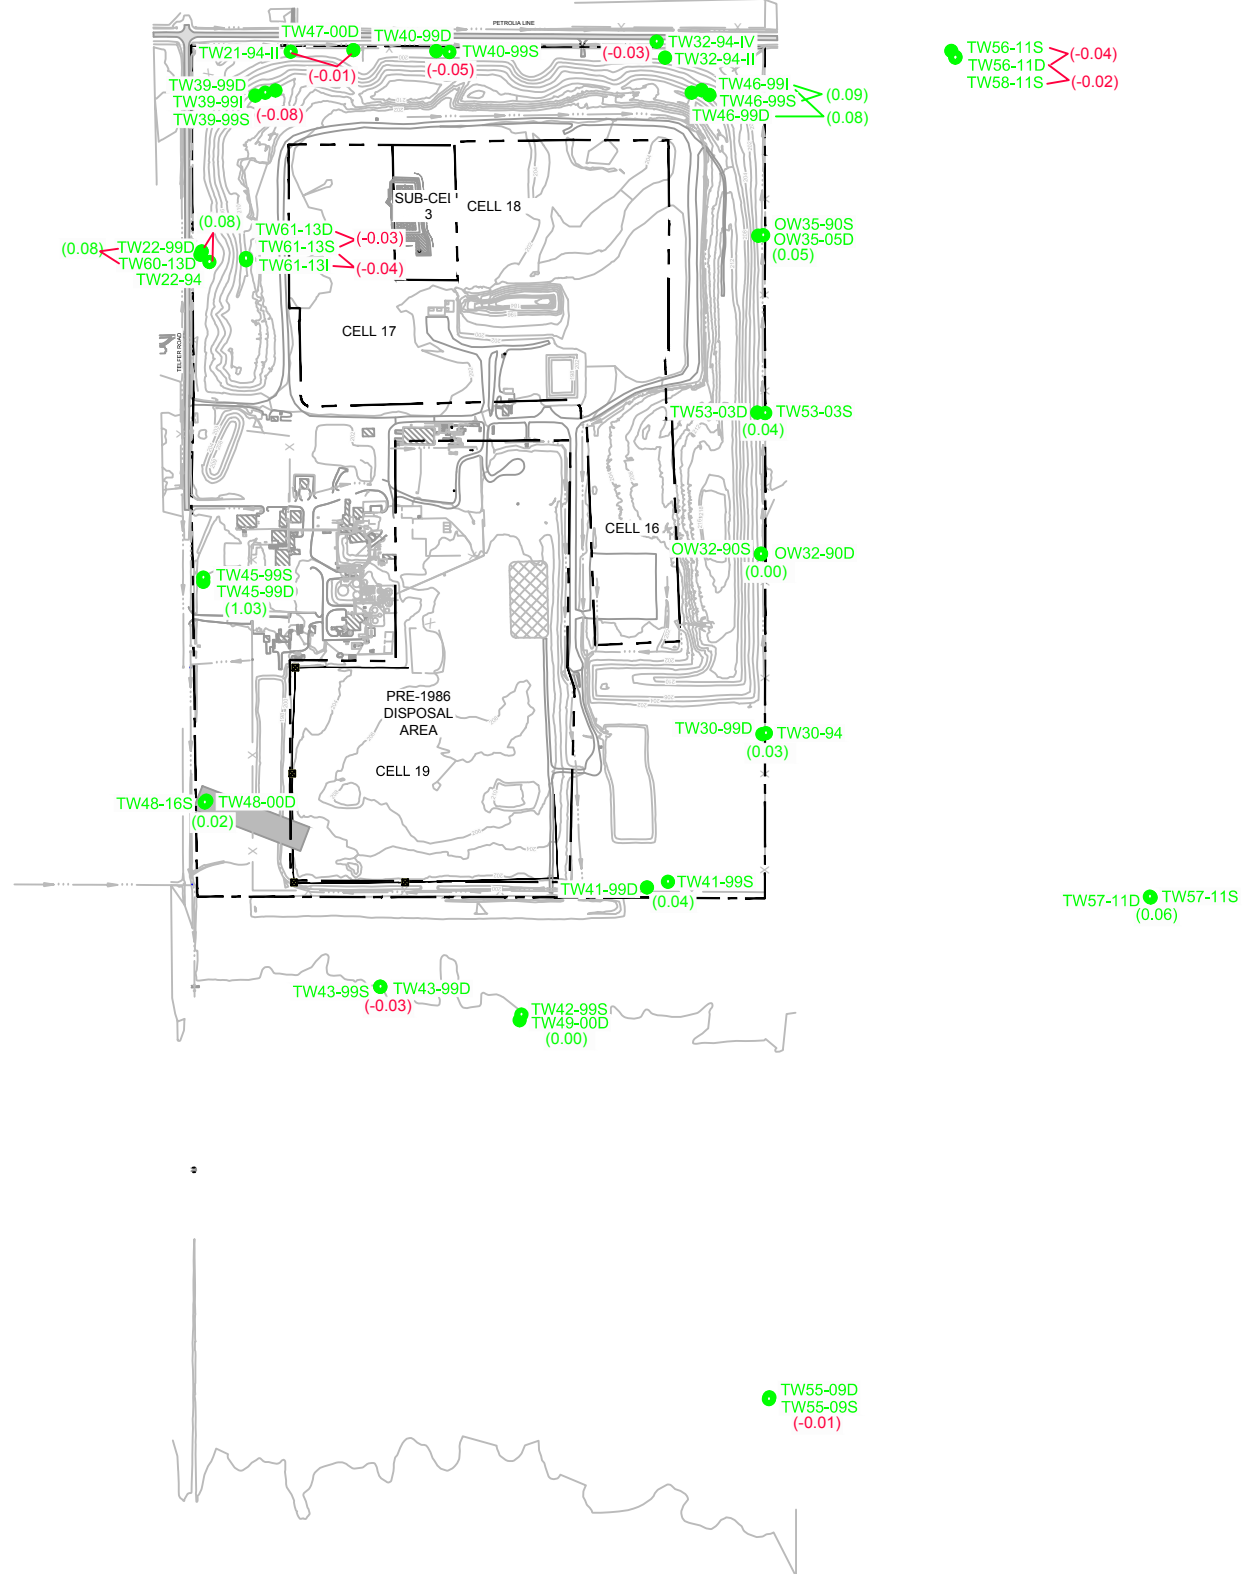 PETROLIA LINE
TW47-00D
TW40-99D
TW21-94-II
TW40-99S
(-0.01)
(-0.05)
(-0.03)
TW32-94-IV
TW32-94-II
TW56-11S
(-0.04)
TW56-11D
TW58-11S
(-0.02)
TW39-99D
TW39-99I
TW39-99S
(-0.08)
TW46-99I
(0.09)
TW46-99S
TW46-99D
(0.08)
SUB-CEL
3
CELL 18
(0.08)
(0.08)
TW22-99D
TW60-13D
TW22-94
TW61-13D
(-0.03)
TW61-13S
TW61-13I
(-0.04)
OW35-90S
OW35-05D
(0.05)
CELL 17
TELFER ROAD
TW53-03D
TW53-03S
(0.04)
CELL 16
OW32-90S
OW32-90D
(0.00)
TW45-99S
TW45-99D
(1.03)
PRE-1986
DISPOSAL
AREA
CELL 19
TW30-99D
TW30-94
(0.03)
TW48-16S
TW48-00D
(0.02)
TW41-99D
TW41-99S
(0.04)
TW57-11D
TW57-11S
(0.06)
TW43-99S
TW43-99D
(-0.03)
TW42-99S
TW49-00D
(0.00)
TW55-09D
TW55-09S
(-0.01)